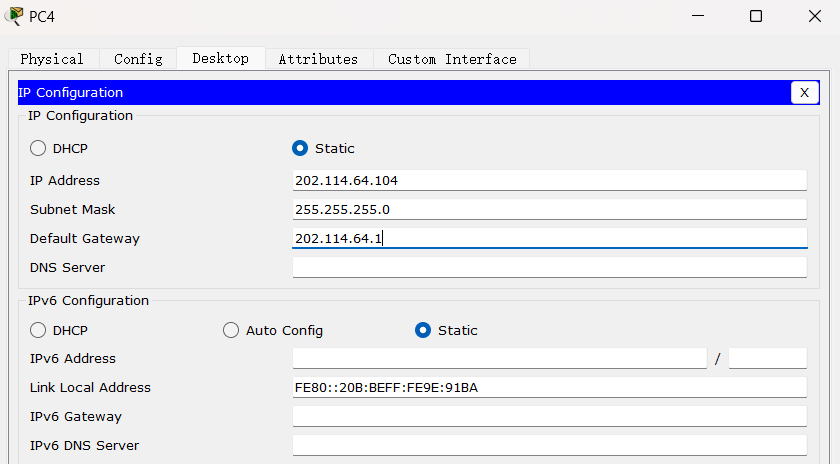 PC4
Physical Config Desktop Attributes Custom Interface
IP Configuration X
IP Configuration
DHCP Static
IP Address 202.114.64.104
Subnet Mask 255.255.255.0
Default Gateway 202.114.64.1
DNS Server
IPv6 Configuration
DHCP Auto Config Static
IPv6 Address /
Link Local Address FE80::20B:BEFF:FE9E:91BA
IPv6 Gateway
IPv6 DNS Server